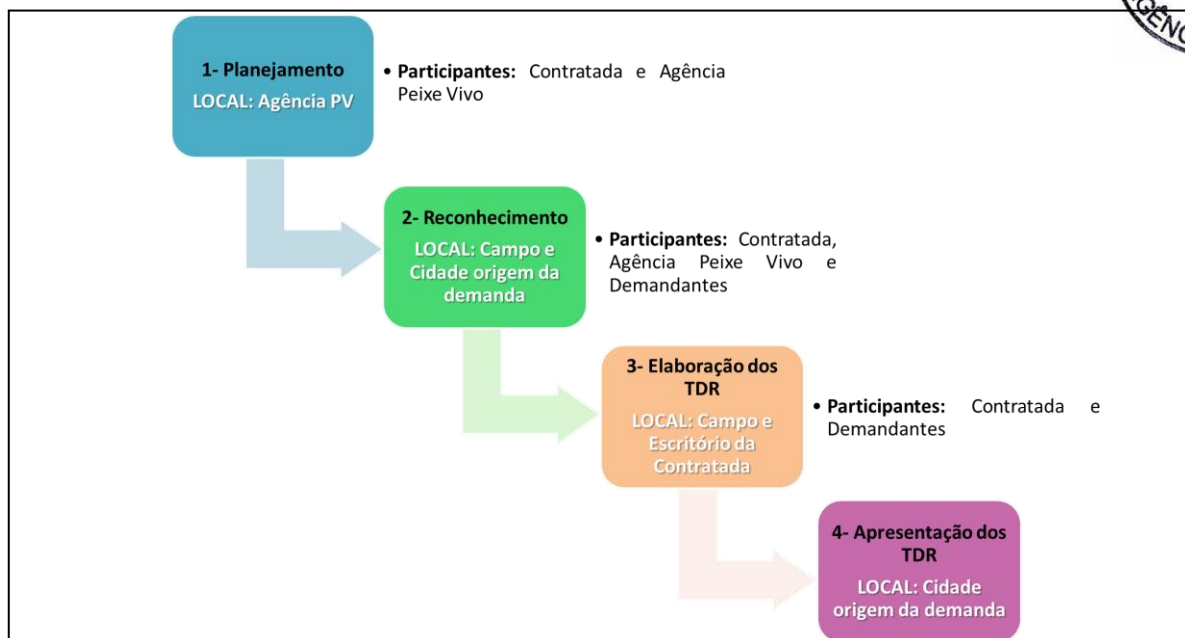 1- Planejamento
LOCAL: Agência PV
• Participantes: Contratada e Agência
Peixe Vivo
2- Reconhecimento
LOCAL: Campo e
Cidade origem da
demanda
• Participantes: Contratada,
Agência Peixe Vivo e
Demandantes
3- Elaboração dos
TDR
LOCAL: Campo e
Escritório da
Contratada
• Participantes: Contratada e
Demandantes
4- Apresentação dos
TDR
LOCAL: Cidade
origem da demanda